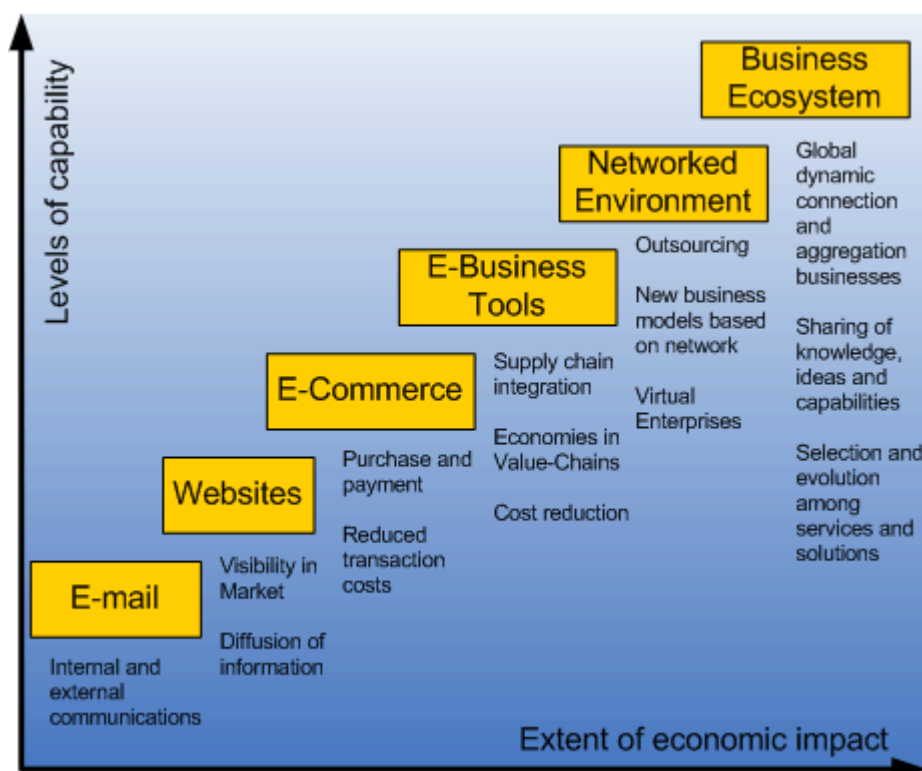 Levels of capability
Business
Ecosystem
Global
dynamic
connection
and
aggregation
businesses
Sharing of
knowledge,
ideas and
capabilities
Selection and
evolution
among
services and
solutions
Networked
Environment
Outsourcing
New business
models based
on network
Virtual
Enterprises
E-Business
Tools
Supply chain
integration
Economies in
Value-Chains
Cost reduction
E-Commerce
Purchase and
payment
Reduced
transaction
costs
Websites
Visibility in
Market
Diffusion of
information
E-mail
Internal and
external
communications
Extent of economic impact